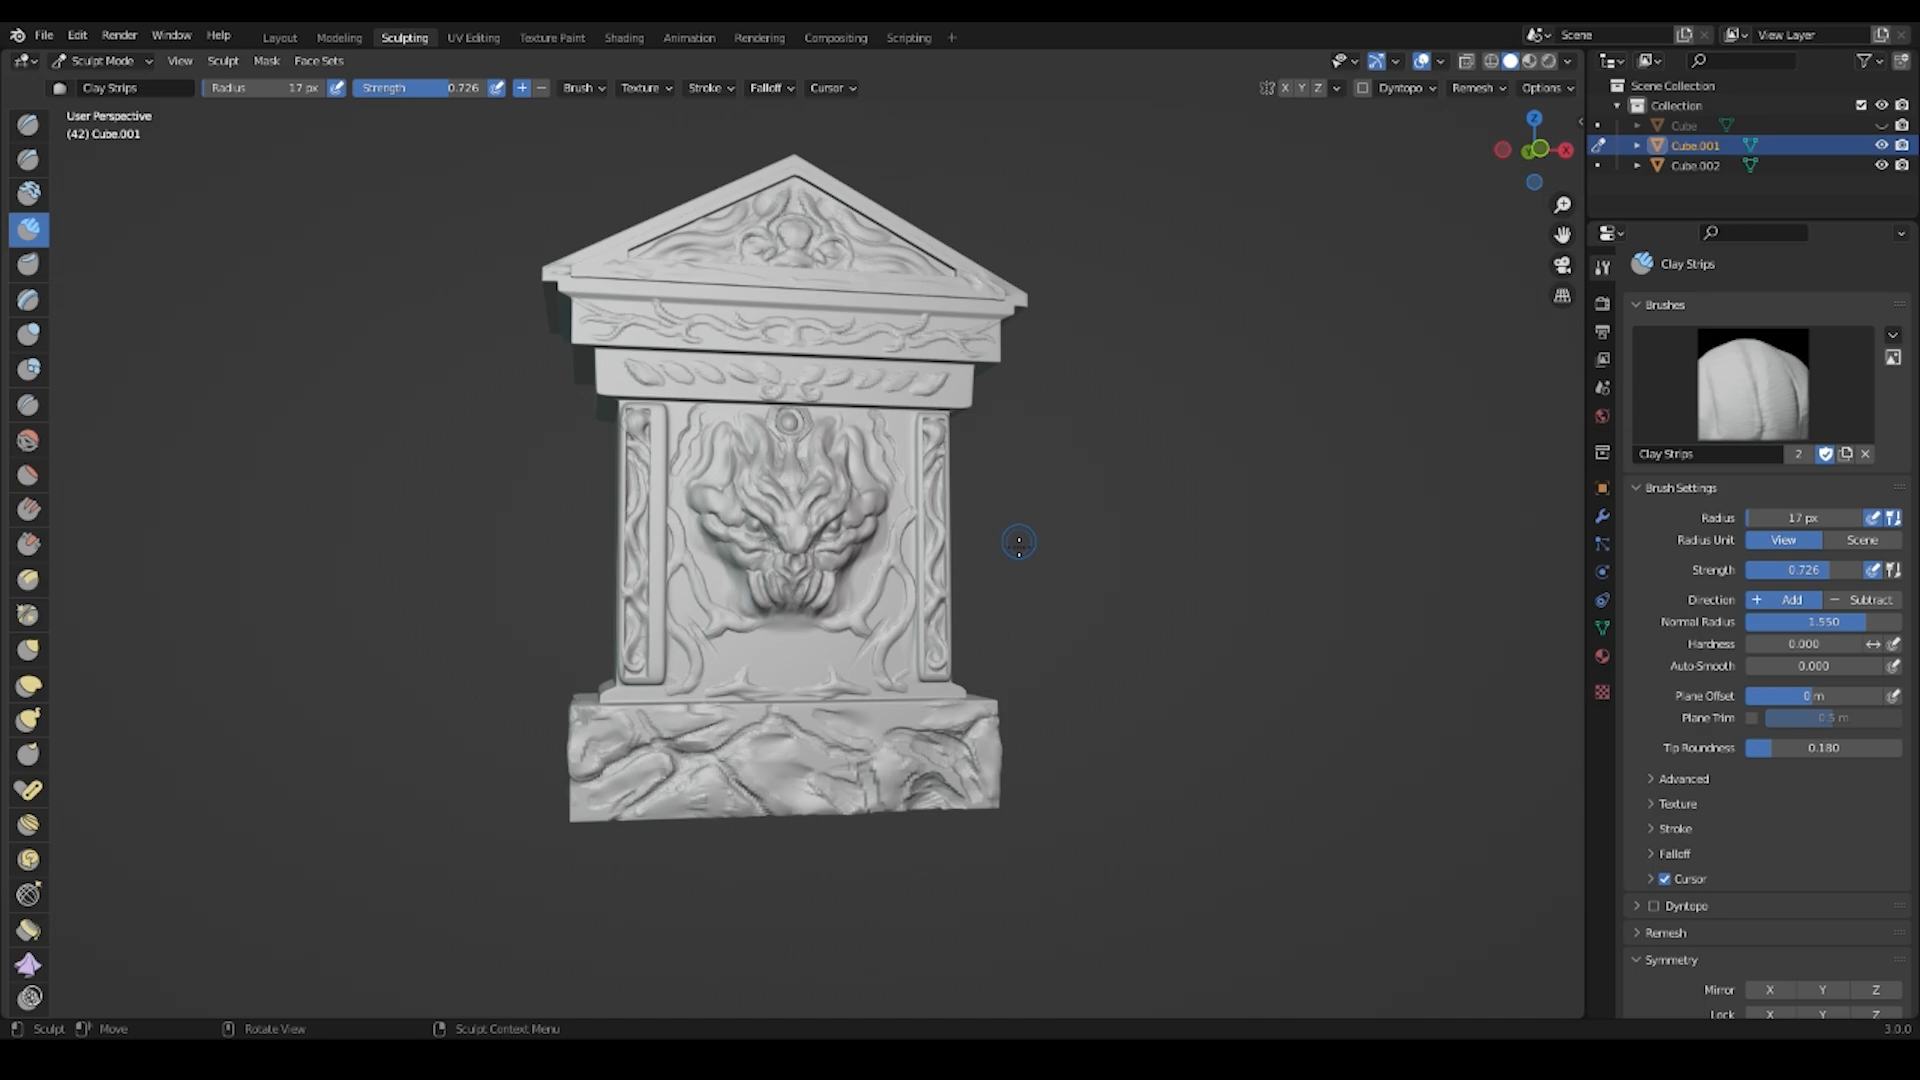 File Edit Render Window Help Layout Modeling Sculpting UV Editing Texture Paint Shading Animation Rendering Compositing Scripting + Scene View Layer
Sculpt Mode View Sculpt Mask Face Sets
Clay Strips Radius 17 px Strength 0.726 + − Brush Texture Stroke Falloff Cursor X Y Z Dyntopo Remesh Options
User Perspective
(42) Cube.001
Z
X
Y
Scene Collection
Collection
Cube
Cube.001
Cube.002
Clay Strips
Brushes
Clay Strips 2
Brush Settings
Radius 17 px
Radius Unit View Scene
Strength 0.726
Direction + Add − Subtract
Normal Radius 1.550
Hardness 0.000
Auto-Smooth 0.000
Plane Offset 0 m
Plane Trim 0.5 m
Tip Roundness 0.180
Advanced
Texture
Stroke
Falloff
Cursor
Dyntopo
Remesh
Symmetry
Mirror X Y Z
Lock X Y Z
Sculpt Move Rotate View Sculpt Context Menu 3.0.0